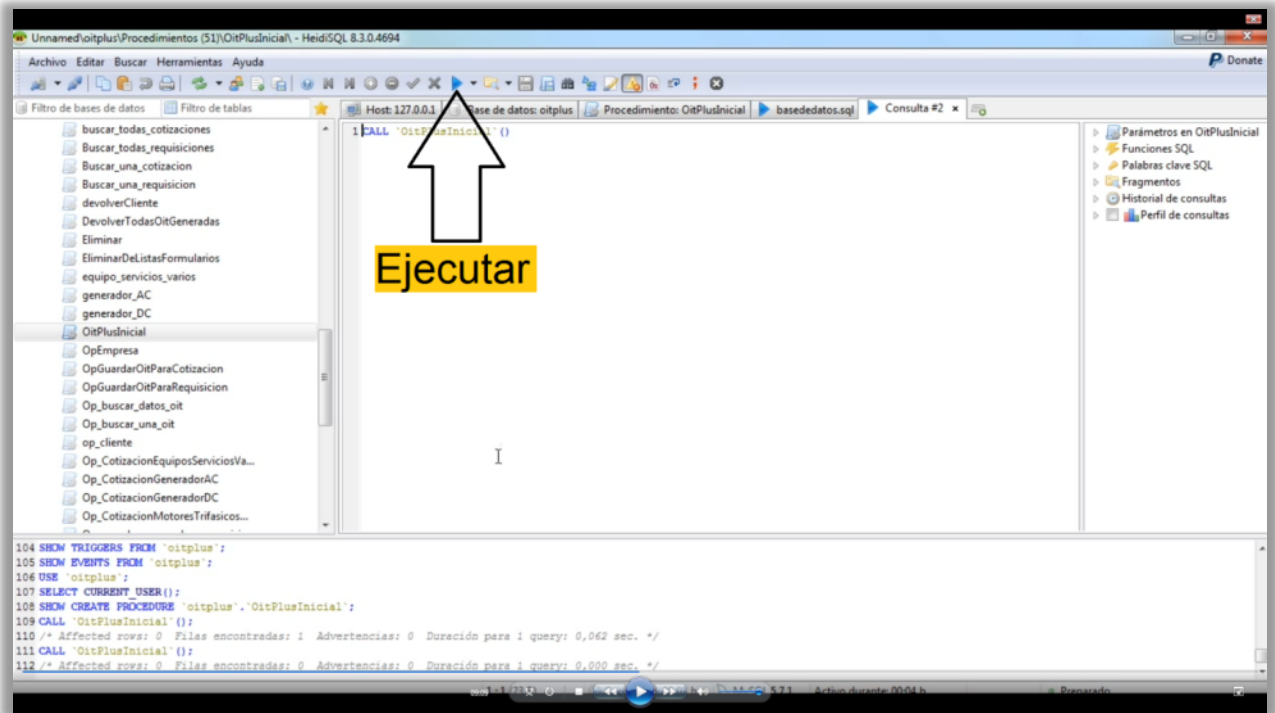 Unnamed\oitplus\Procedimientos (51)\OitPlusInicial\ - HeidiSQL 8.3.0.4694
Archivo Editar Buscar Herramientas Ayuda
Donate
Filtro de bases de datos Filtro de tablas
Host: 127.0.0.1 Base de datos: oitplus Procedimiento: OitPlusInicial basededatos.sql Consulta #2
buscar_todas_cotizaciones
Buscar_todas_requisiciones
Buscar_una_cotizacion
Buscar_una_requisicion
devolverCliente
DevolverTodasOitGeneradas
Eliminar
EliminarDeListasFormularios
equipo_servicios_varios
generador_AC
generador_DC
OitPlusInicial
OpEmpresa
OpGuardarOitParaCotizacion
OpGuardarOitParaRequisicion
Op_buscar_datos_oit
Op_buscar_una_oit
op_cliente
Op_CotizacionEquiposServiciosVa...
Op_CotizacionGeneradorAC
Op_CotizacionGeneradorDC
Op_CotizacionMotoresTrifasicos...
1 CALL `OitPlusInicial`()
Ejecutar
Parámetros en OitPlusInicial
Funciones SQL
Palabras clave SQL
Fragmentos
Historial de consultas
Perfil de consultas
104 SHOW TRIGGERS FROM `oitplus`;
105 SHOW EVENTS FROM `oitplus`;
106 USE `oitplus`;
107 SELECT CURRENT_USER();
108 SHOW CREATE PROCEDURE `oitplus`.`OitPlusInicial`;
109 CALL `OitPlusInicial`();
110 /* Affected rows: 0 Filas encontradas: 1 Advertencias: 0 Duración para 1 query: 0,062 sec. */
111 CALL `OitPlusInicial`();
112 /* Affected rows: 0 Filas encontradas: 0 Advertencias: 0 Duración para 1 query: 0,000 sec. */
5.7.1 Activo durante: 00:04 h Preparado